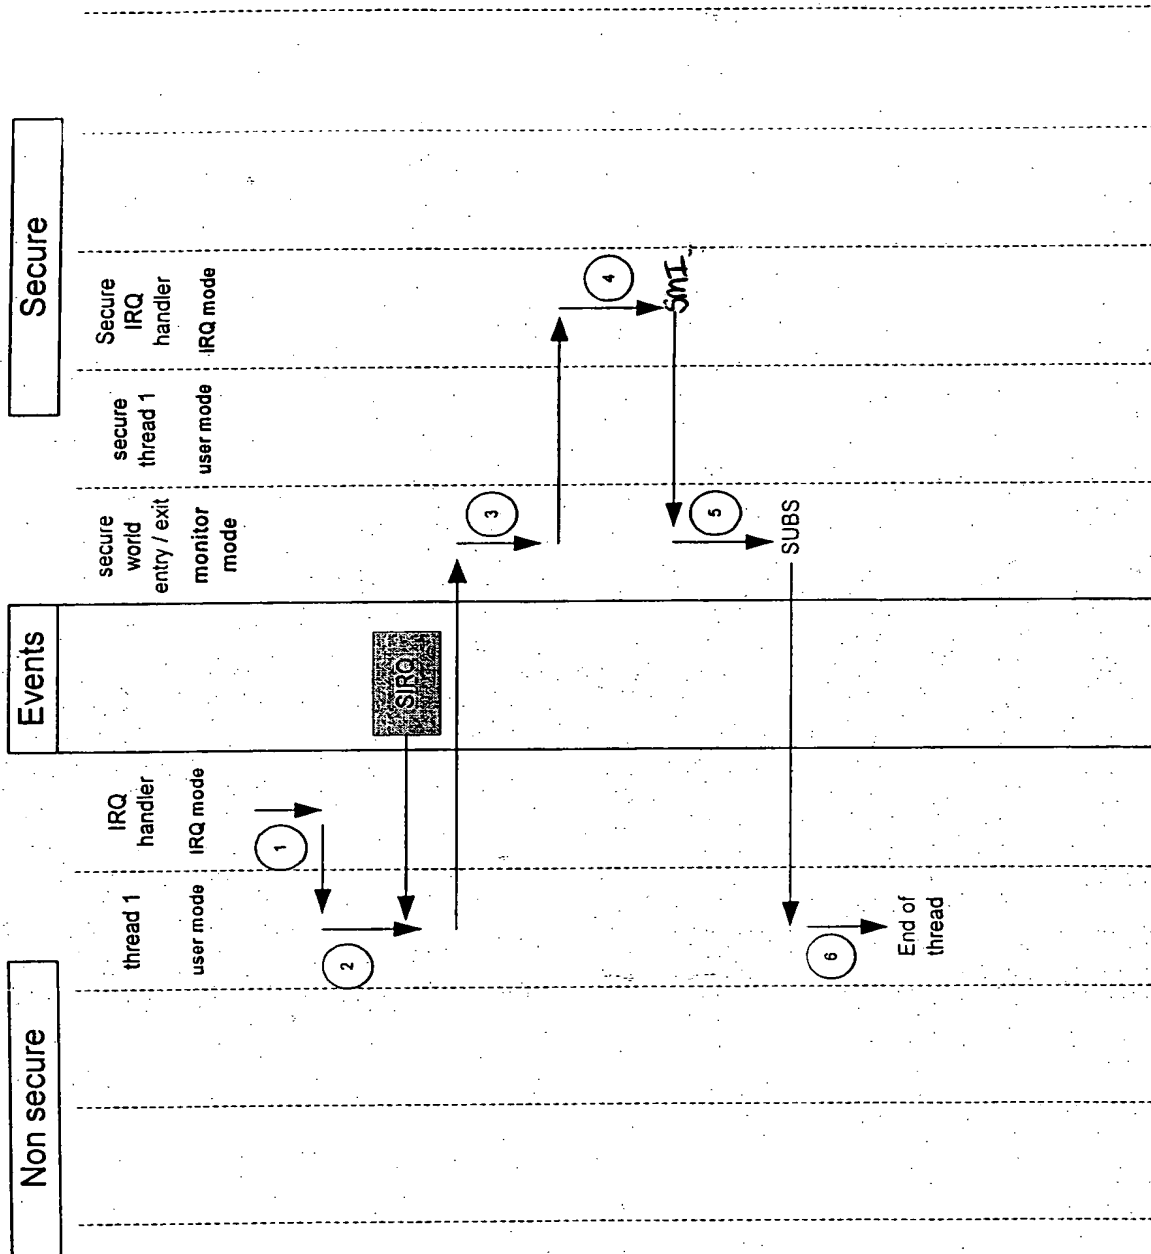 Non secure
Events
Secure
thread 1
user mode
IRQ
handler
IRQ mode
secure
world
entry / exit
monitor
mode
secure
thread 1
user mode
Secure
IRQ
handler
IRQ mode
1
2
SIRQ
3
4
SMI
5
SUBS
6
End of
thread